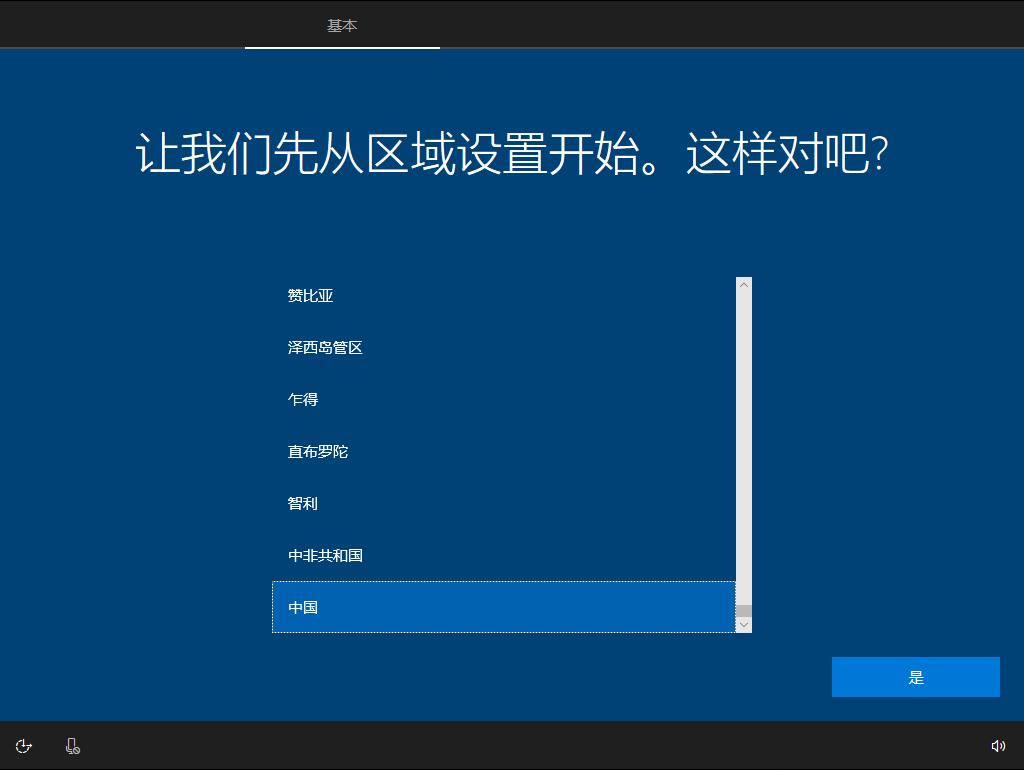 基本
让我们先从区域设置开始。这样对吧?
赞比亚
泽西岛管区
乍得
直布罗陀
智利
中非共和国
中国
是